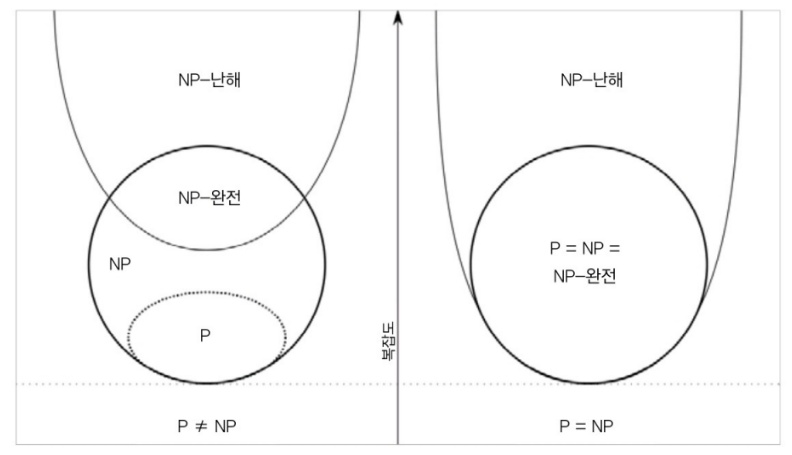 NP-난해
NP-완전
NP
P
P ≠ NP
복잡도
NP-난해
P = NP =
NP-완전
P = NP